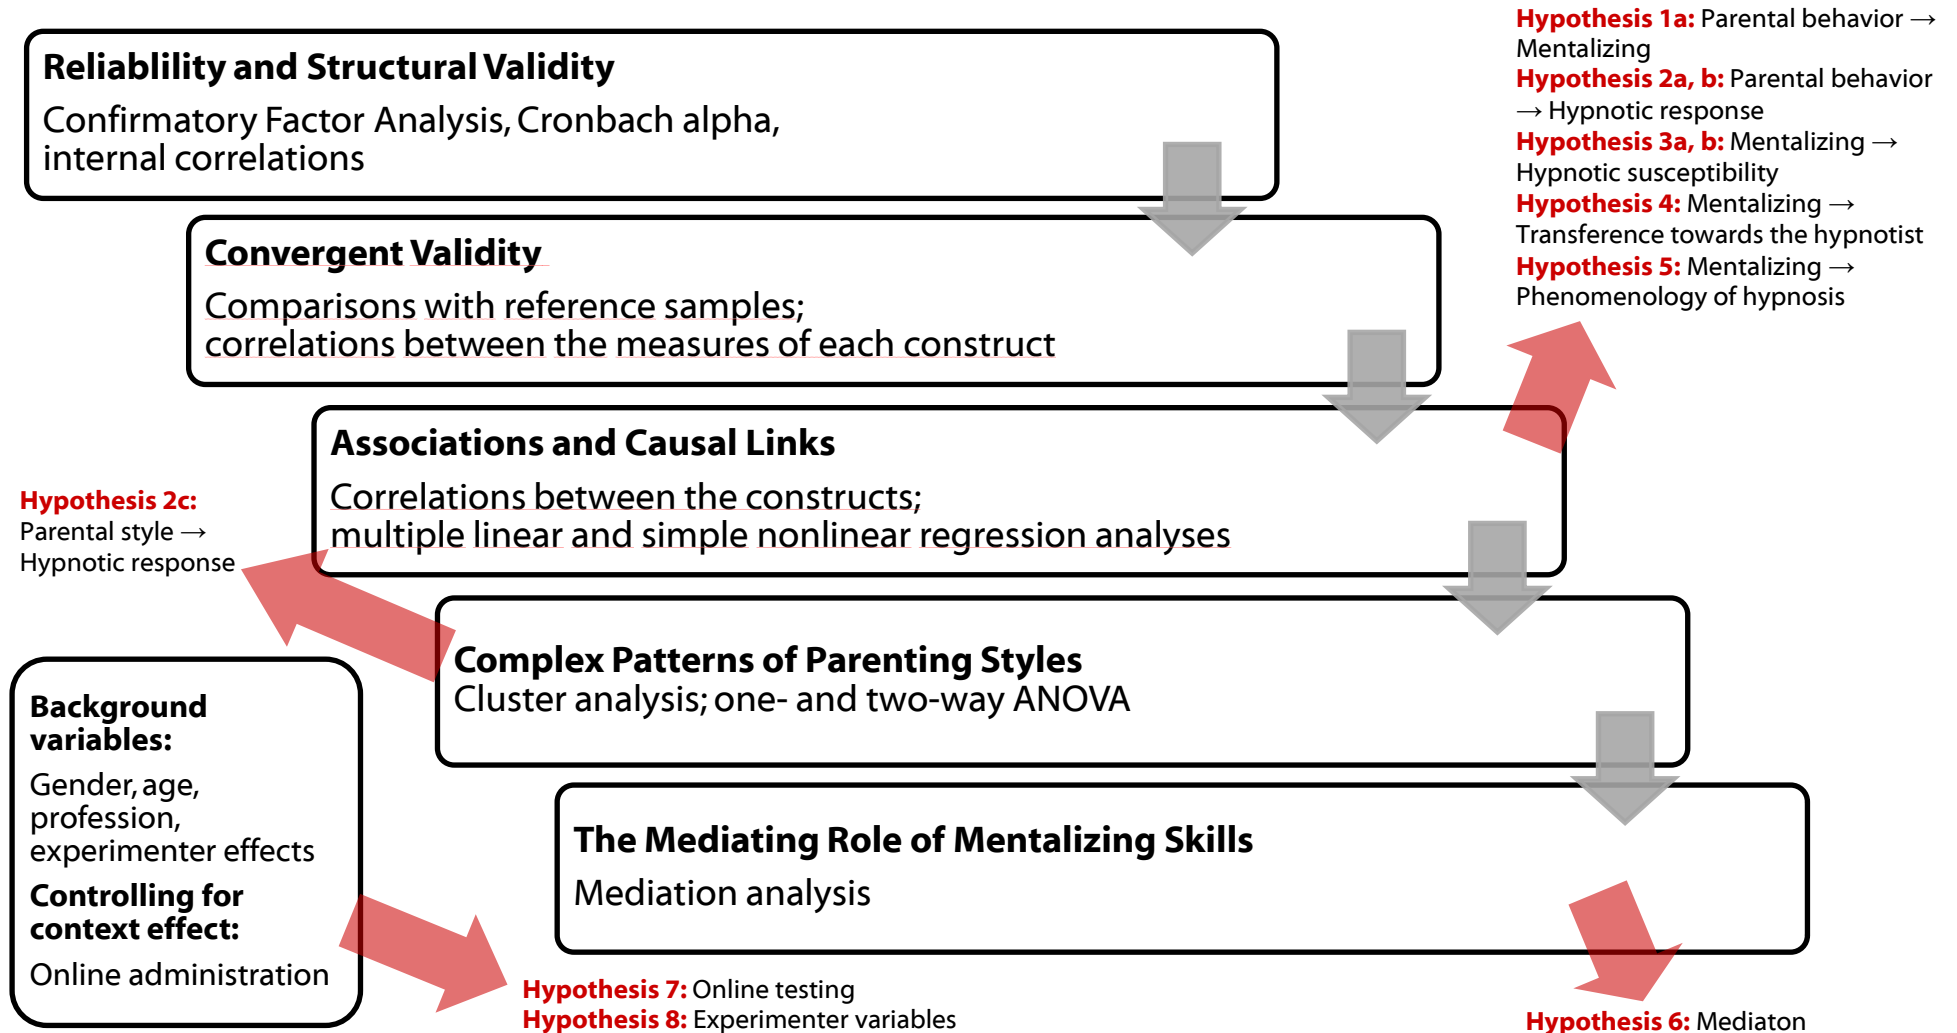 Reliablility and Structural Validity
Confirmatory Factor Analysis, Cronbach alpha,
internal correlations
Convergent Validity
Comparisons with reference samples;
correlations between the measures of each construct
Associations and Causal Links
Correlations between the constructs;
multiple linear and simple nonlinear regression analyses
Complex Patterns of Parenting Styles
Cluster analysis; one- and two-way ANOVA
The Mediating Role of Mentalizing Skills
Mediation analysis
Hypothesis 1a: Parental behavior →
Mentalizing
Hypothesis 2a, b: Parental behavior
→ Hypnotic response
Hypothesis 3a, b: Mentalizing →
Hypnotic susceptibility
Hypothesis 4: Mentalizing →
Transference towards the hypnotist
Hypothesis 5: Mentalizing →
Phenomenology of hypnosis
Hypothesis 2c:
Parental style →
Hypnotic response
Background
variables:
Gender, age,
profession,
experimenter effects
Controlling for
context effect:
Online administration
Hypothesis 7: Online testing
Hypothesis 8: Experimenter variables
Hypothesis 6: Mediaton